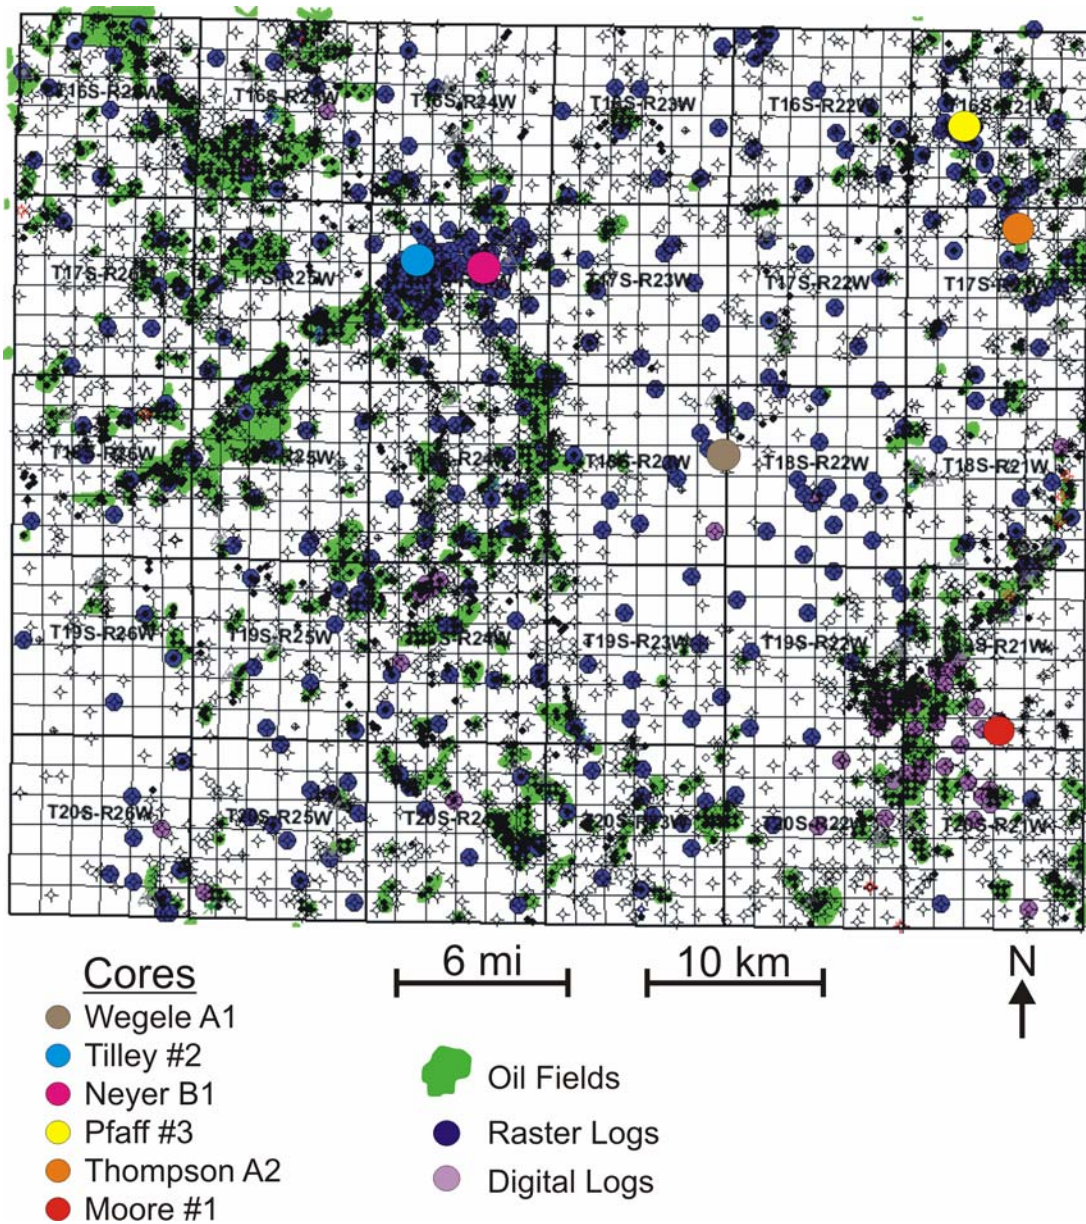 T16S-R26W
T16S-R25W
T16S-R24W
T16S-R23W
T16S-R22W
T16S-R21W
T17S-R26W
T17S-R25W
T17S-R23W
T17S-R22W
T17S-R21W
T18S-R26W
T18S-R25W
T18S-R24W
T18S-R23W
T18S-R22W
T18S-R21W
T19S-R26W
T19S-R25W
T19S-R24W
T19S-R23W
T19S-R22W
T19S-R21W
T20S-R26W
T20S-R25W
T20S-R24W
T20S-R23W
T20S-R22W
T20S-R21W
6 mi
10 km
N
Cores
Wegele A1
Tilley #2
Neyer B1
Pfaff #3
Thompson A2
Moore #1
Oil Fields
Raster Logs
Digital Logs